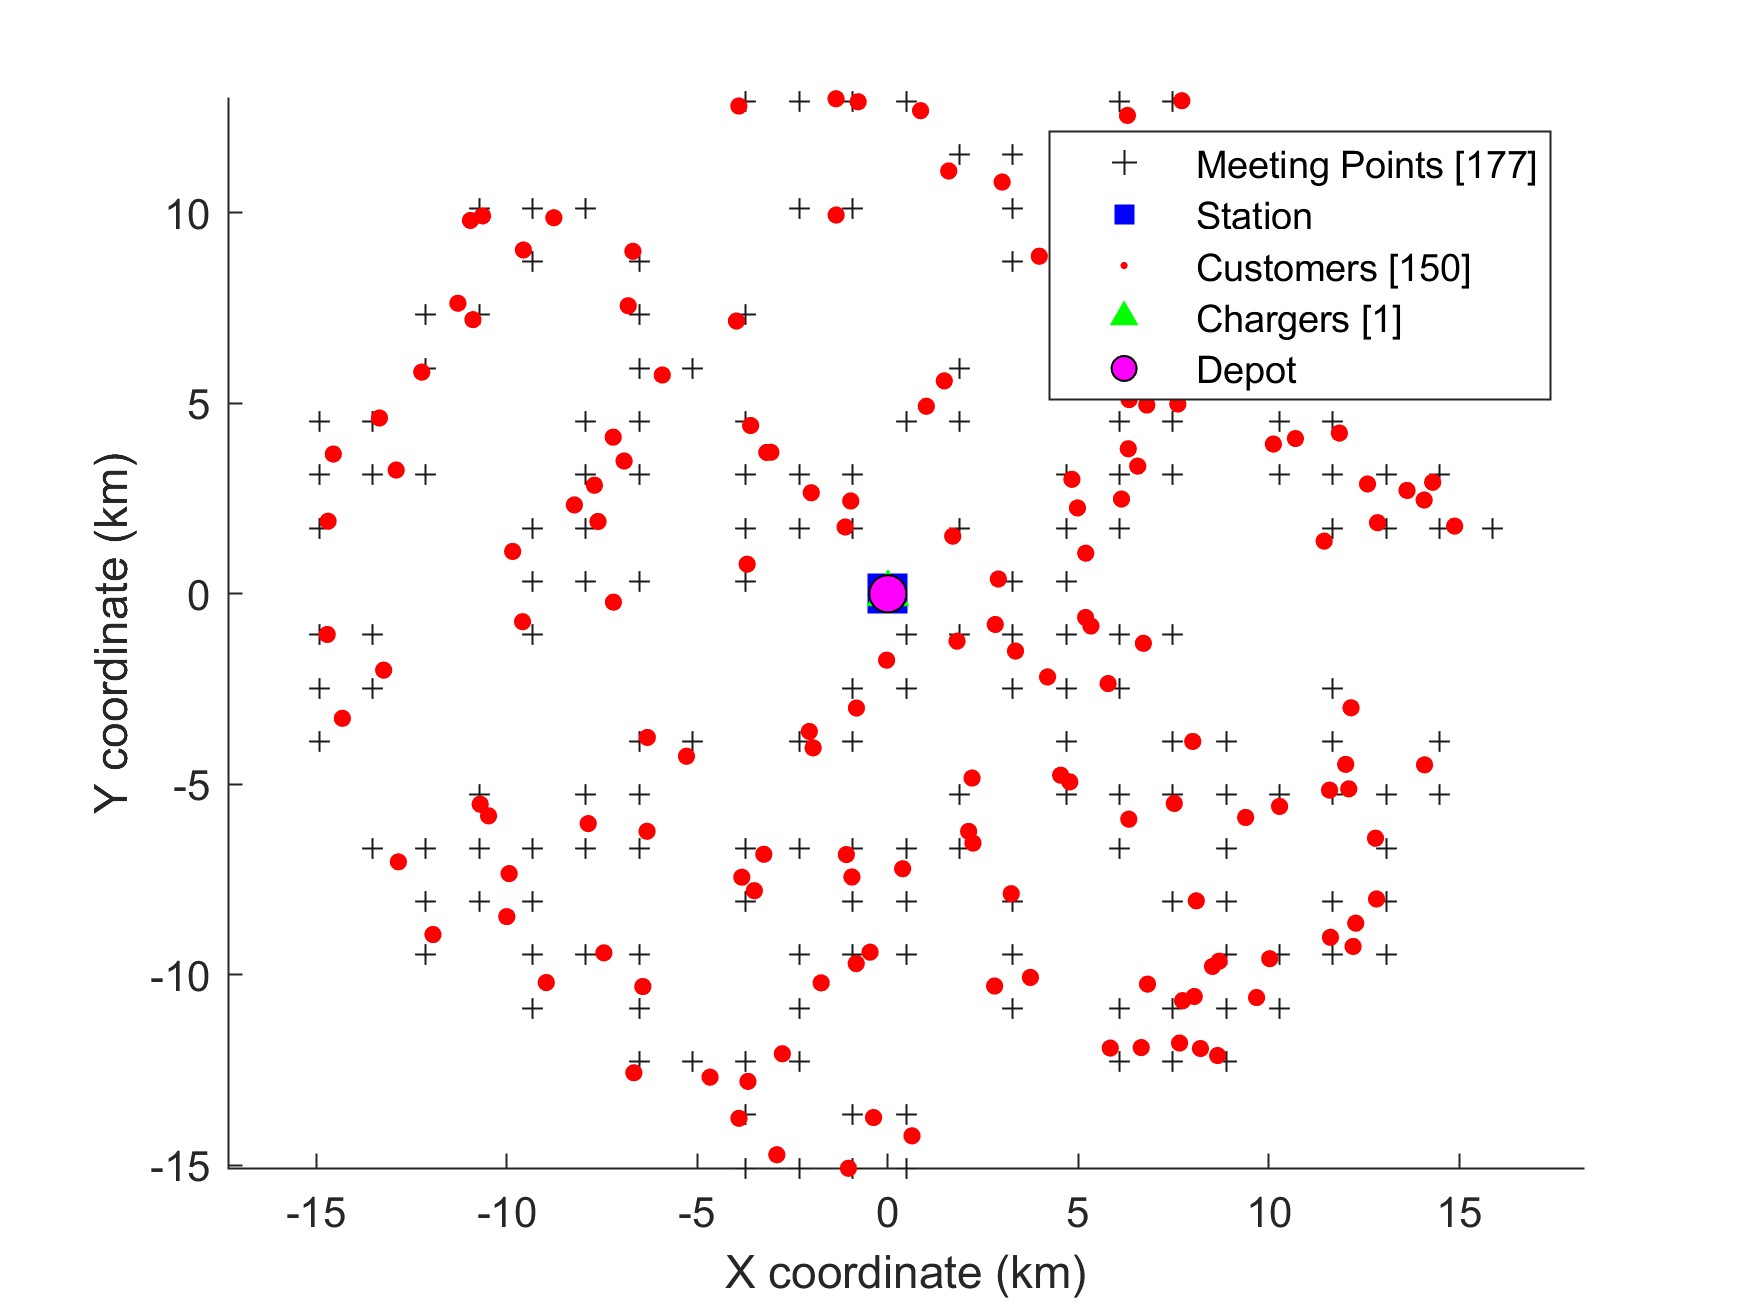 Meeting Points [177]
Station
Customers [150]
Chargers [1]
Depot
10
5
0
-5
-10
-15
Y coordinate (km)
-15 -10 -5 0 5 10 15
X coordinate (km)